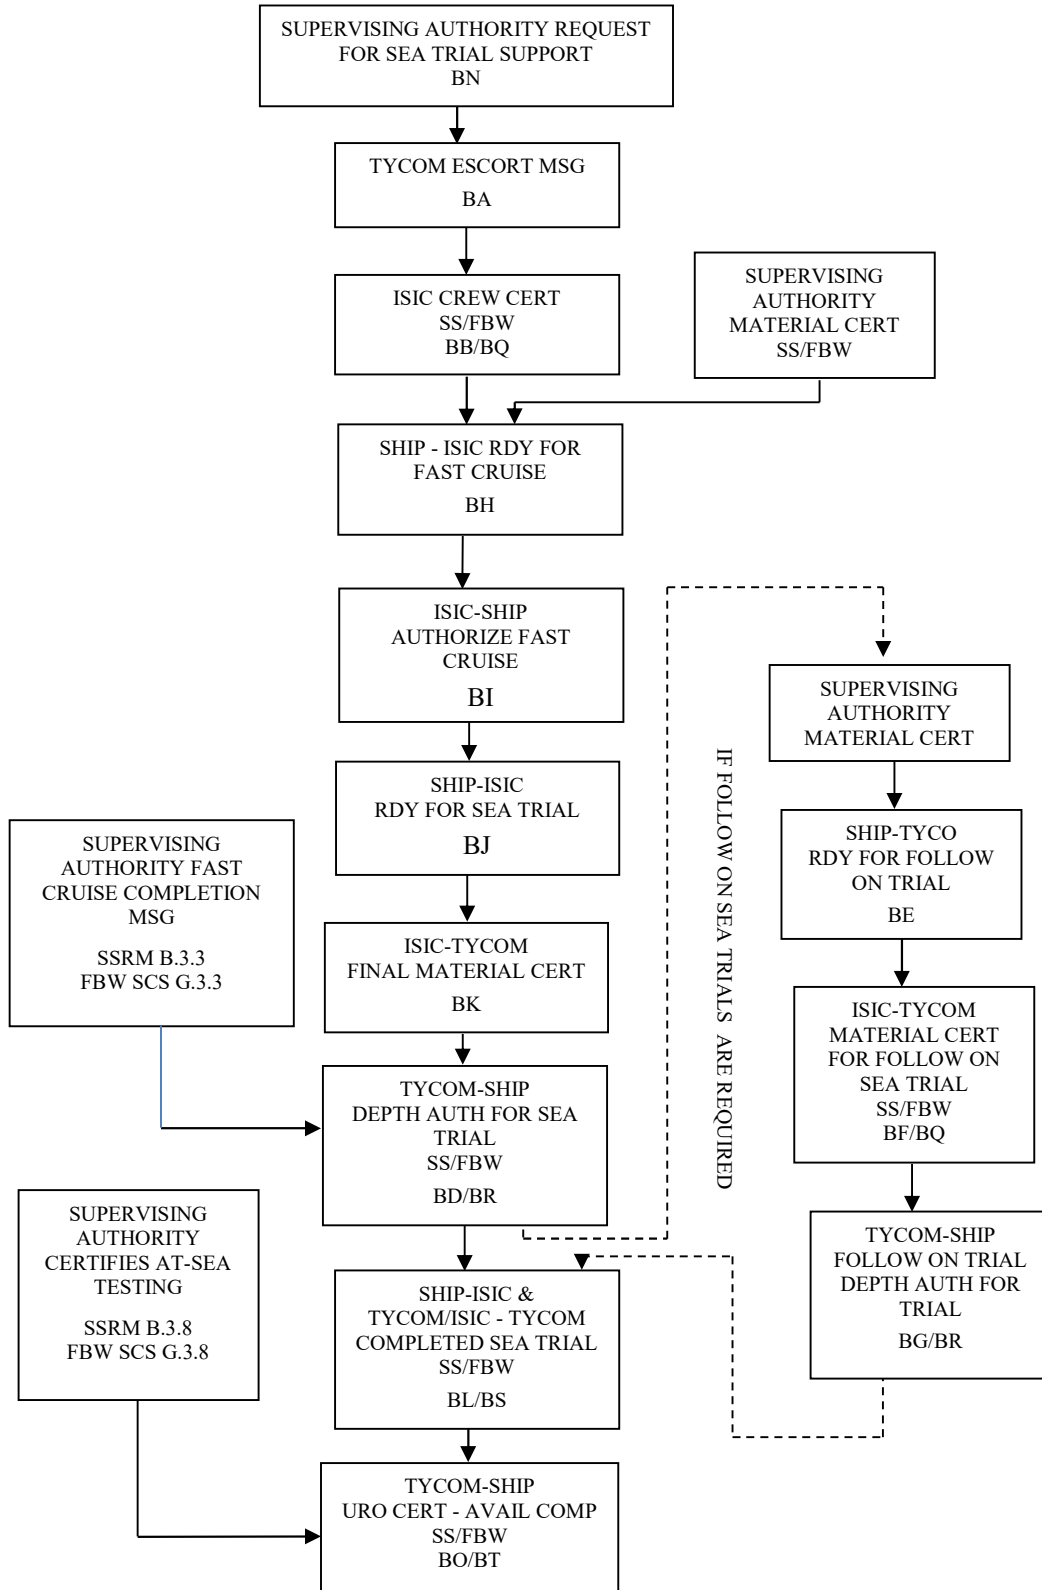 SUPERVISING AUTHORITY REQUEST
FOR SEA TRIAL SUPPORT
BN
TYCOM ESCORT MSG
BA
ISIC CREW CERT
SS/FBW
BB/BQ
SUPERVISING
AUTHORITY
MATERIAL CERT
SS/FBW
SHIP - ISIC RDY FOR
FAST CRUISE
BH
ISIC-SHIP
AUTHORIZE FAST
CRUISE
BI
SHIP-ISIC
RDY FOR SEA TRIAL
BJ
SUPERVISING
AUTHORITY FAST
CRUISE COMPLETION
MSG
SSRM B.3.3
FBW SCS G.3.3
ISIC-TYCOM
FINAL MATERIAL CERT
BK
TYCOM-SHIP
DEPTH AUTH FOR SEA
TRIAL
SS/FBW
BD/BR
IF FOLLOW ON SEA TRIALS ARE REQUIRED
SUPERVISING
AUTHORITY
MATERIAL CERT
SHIP-TYCO
RDY FOR FOLLOW
ON TRIAL
BE
ISIC-TYCOM
MATERIAL CERT
FOR FOLLOW ON
SEA TRIAL
SS/FBW
BF/BQ
TYCOM-SHIP
FOLLOW ON TRIAL
DEPTH AUTH FOR
TRIAL
BG/BR
SUPERVISING
AUTHORITY
CERTIFIES AT-SEA
TESTING
SSRM B.3.8
FBW SCS G.3.8
SHIP-ISIC &
TYCOM/ISIC - TYCOM
COMPLETED SEA TRIAL
SS/FBW
BL/BS
TYCOM-SHIP
URO CERT - AVAIL COMP
SS/FBW
BO/BT